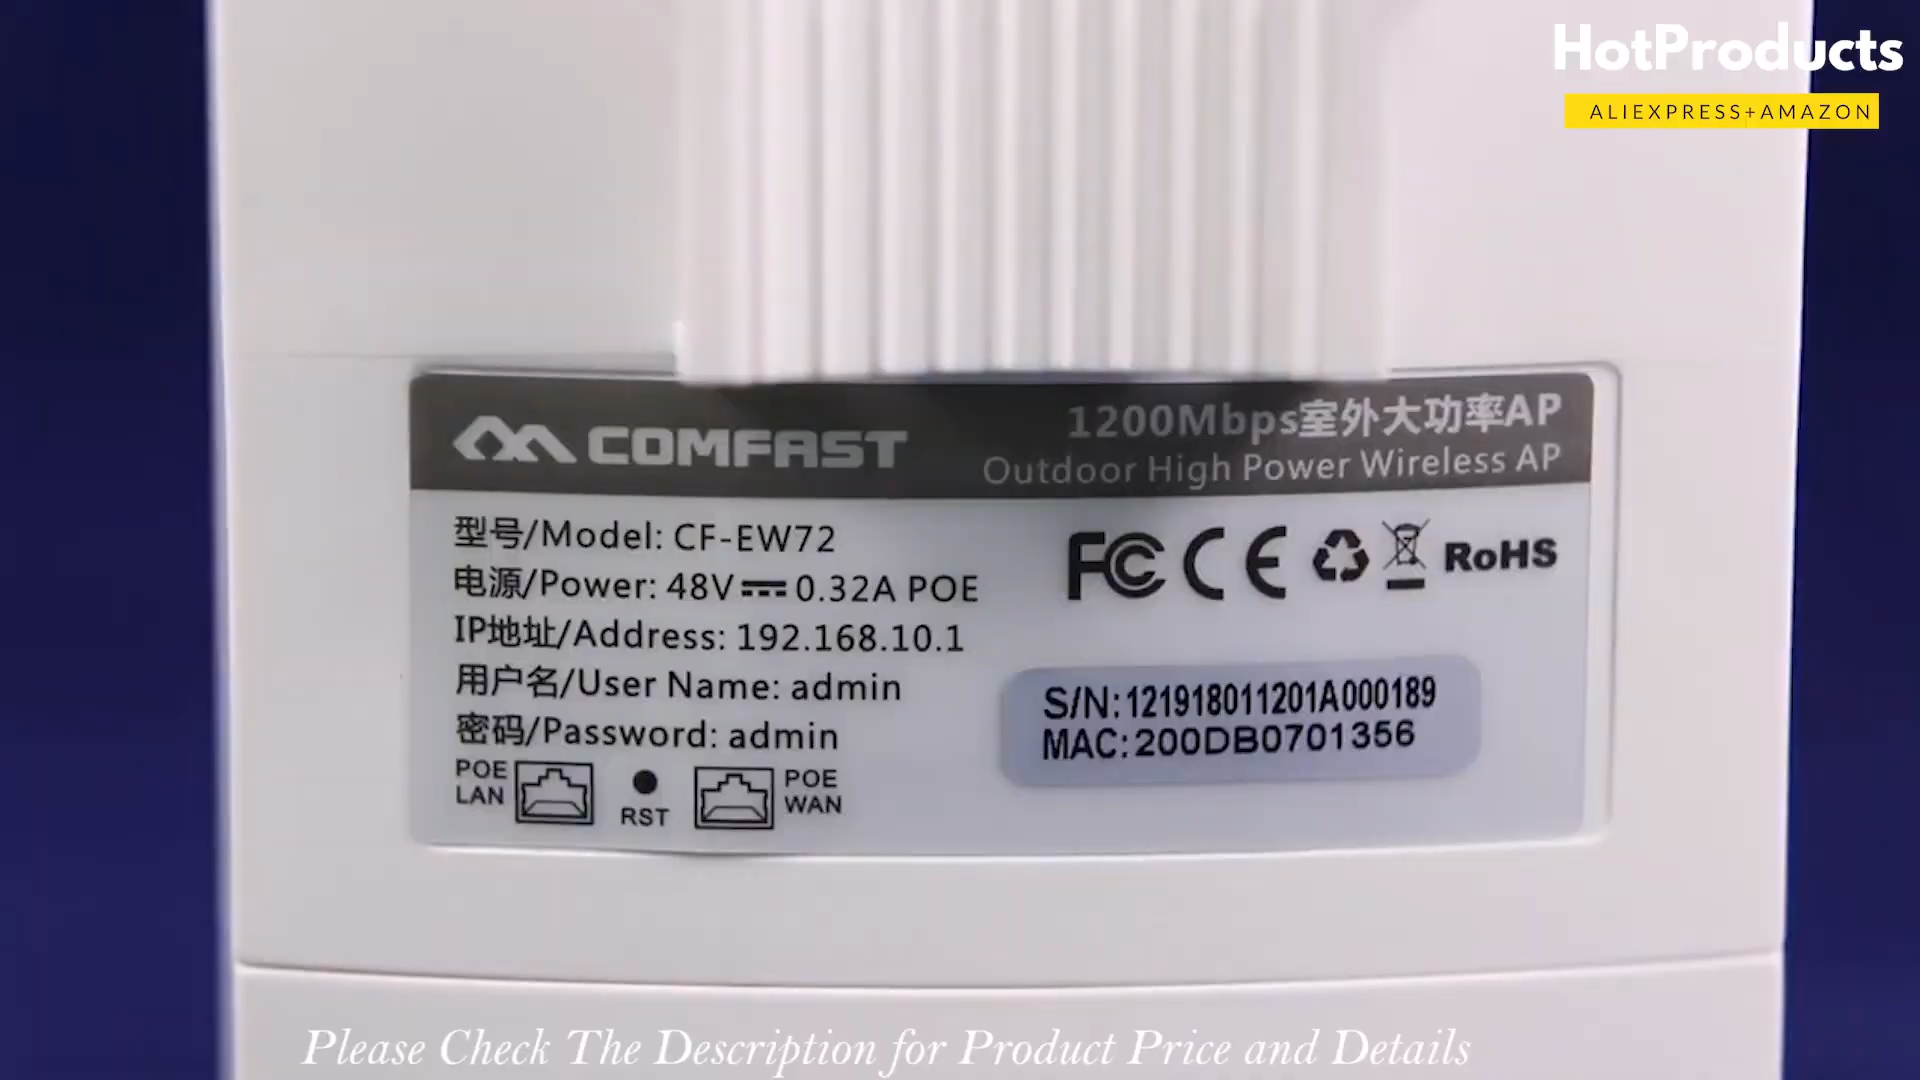 HotProducts
ALIEXPRESS+AMAZON
COMFAST
1200Mbps室外大功率AP
Outdoor High Power Wireless AP
型号/Model: CF-EW72
电源/Power: 48V⎓0.32A POE
IP地址/Address: 192.168.10.1
用户名/User Name: admin
密码/Password: admin
FC CE RoHS
S/N:121918011201A000189
MAC:200DB0701356
POE LAN
RST
POE WAN
Please Check The Description for Product Price and Details